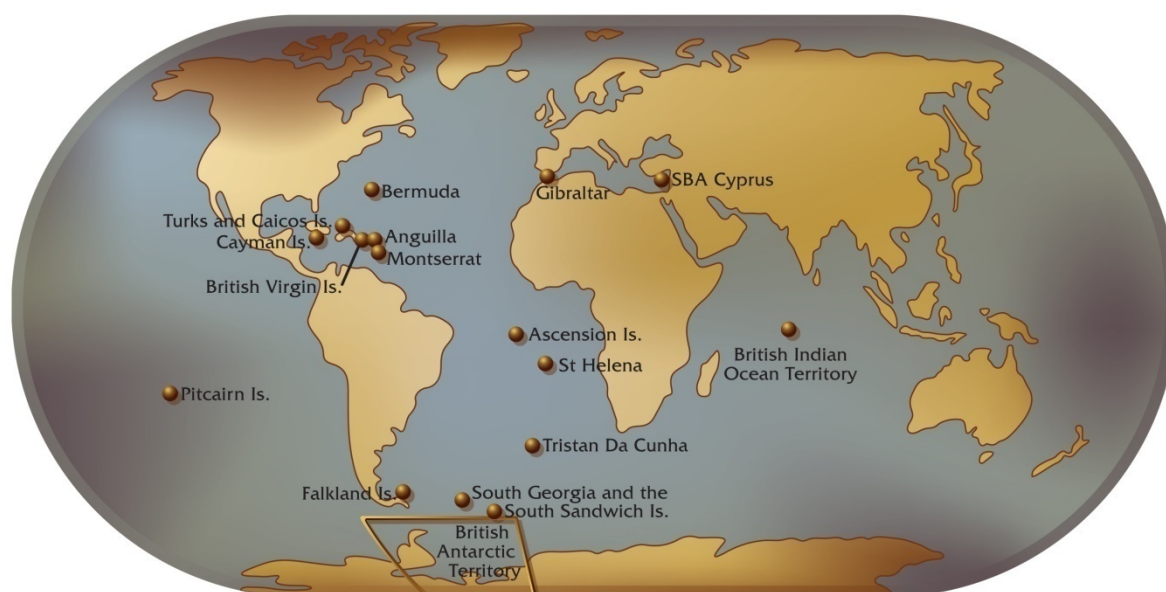 Bermuda
Gibraltar
SBA Cyprus
Turks and Caicos Is.
Cayman Is.
Anguilla
Montserrat
British Virgin Is.
Ascension Is.
St Helena
British Indian
Ocean Territory
Pitcairn Is.
Tristan Da Cunha
Falkland Is.
South Georgia and the
South Sandwich Is.
British
Antarctic
Territory